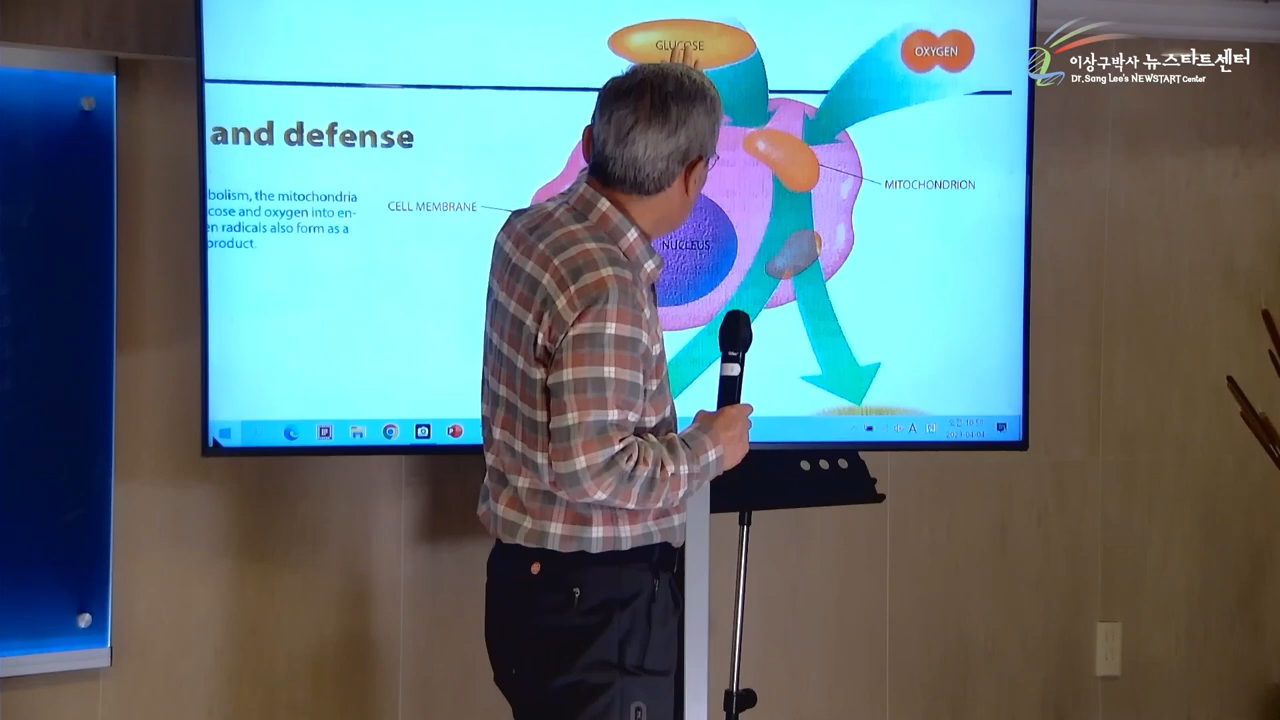 GLUCOSE
OXYGEN
이상구박사 뉴스타트센터
Dr. Sang Lee's NEWSTART Center
and defense
bolism, the mitochondria
cose and oxygen into en-
en radicals also form as a
product.
CELL MEMBRANE
MITOCHONDRION
NUCLEUS
A